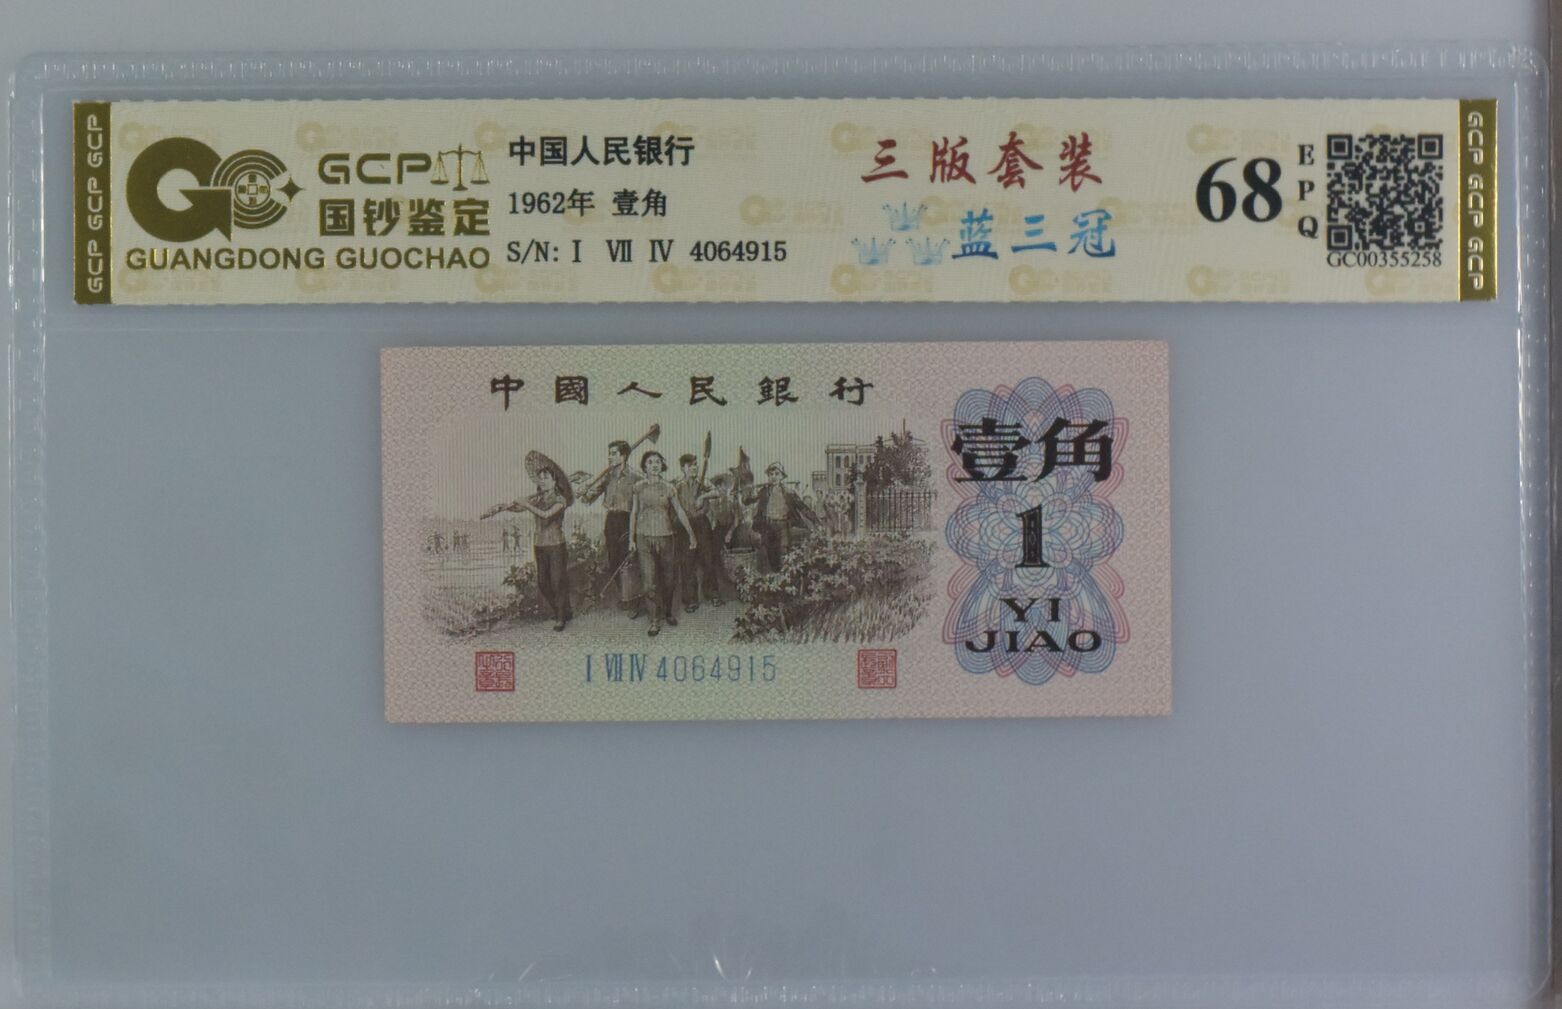 GCP GCP GCP
GCP
国钞鉴定
GUANGDONG GUOCHAO
中国人民银行
1962年 壹角
S/N: I VII IV 4064915
三版套装
蓝三冠
68
EPQ
GC00355258
GCP GCP GCP
中國人民銀行
壹角
1
YI
JIAO
I VII IV 4064915